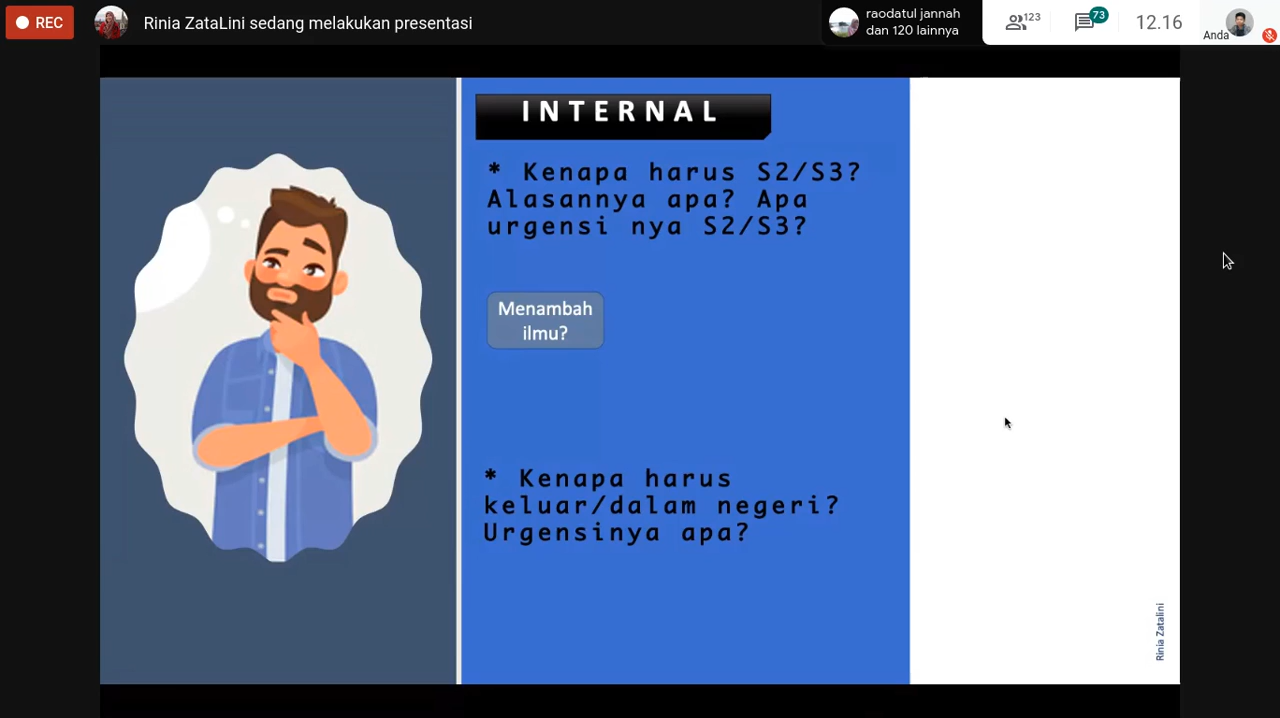 REC
Rinia ZataLini sedang melakukan presentasi
raodatul jannah
dan 120 lainnya
123
73
12.16
Anda
INTERNAL
* Kenapa harus S2/S3?
Alasannya apa? Apa
urgensi nya S2/S3?
Menambah
ilmu?
* Kenapa harus
keluar/dalam negeri?
Urgensinya apa?
Rinia Zatalini